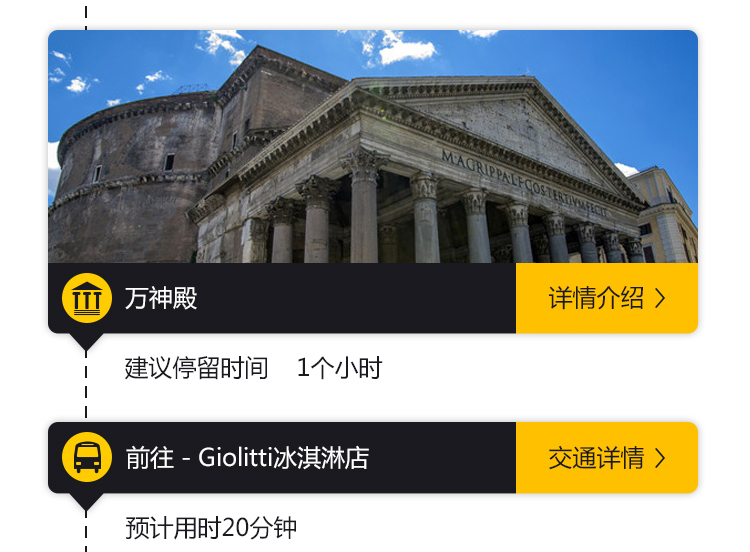 M·AGRIPPA·L·F·COS·TERTIVM·FECIT
万神殿
详情介绍
建议停留时间 1个小时
前往 - Giolitti冰淇淋店
交通详情
预计用时20分钟